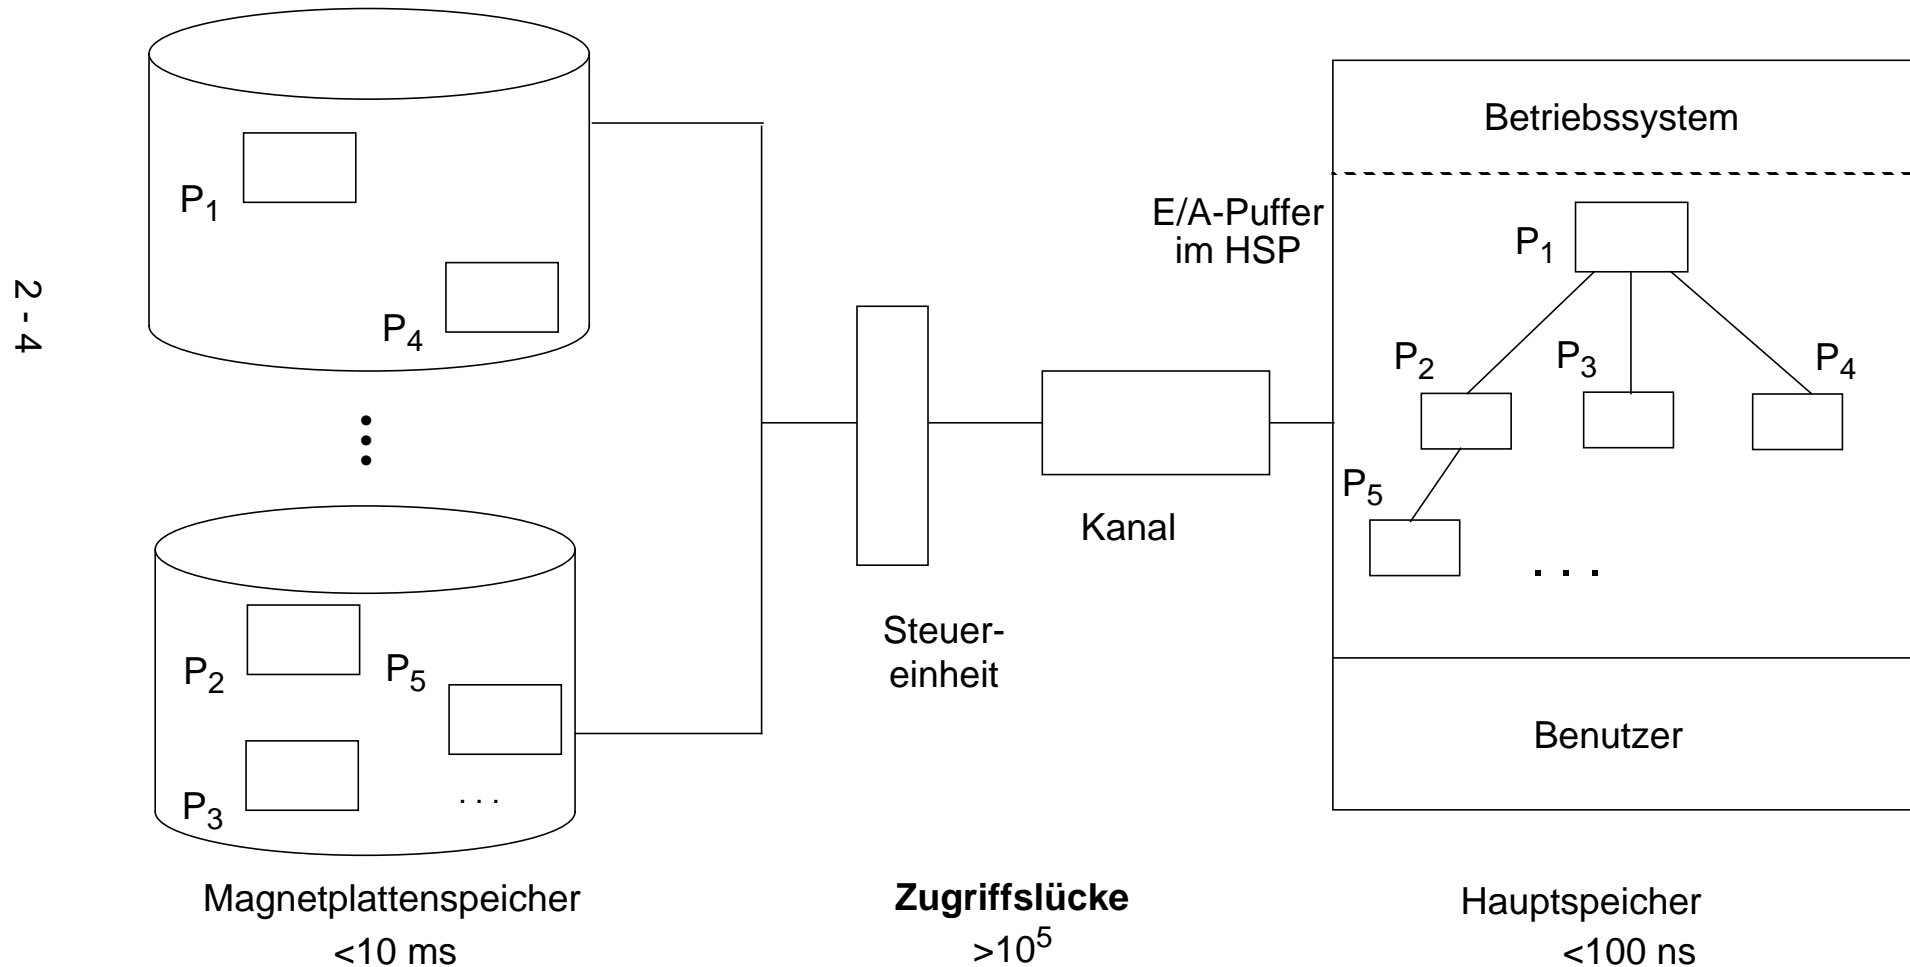 2 - 4
P1
P4
P2
P5
P3
. . .
Magnetplattenspeicher
<10 ms
Steuer-
einheit
Kanal
Zugriffslücke
>10^5
E/A-Puffer
im HSP
Betriebssystem
P1
P2
P3
P4
P5
. . .
Benutzer
Hauptspeicher
<100 ns